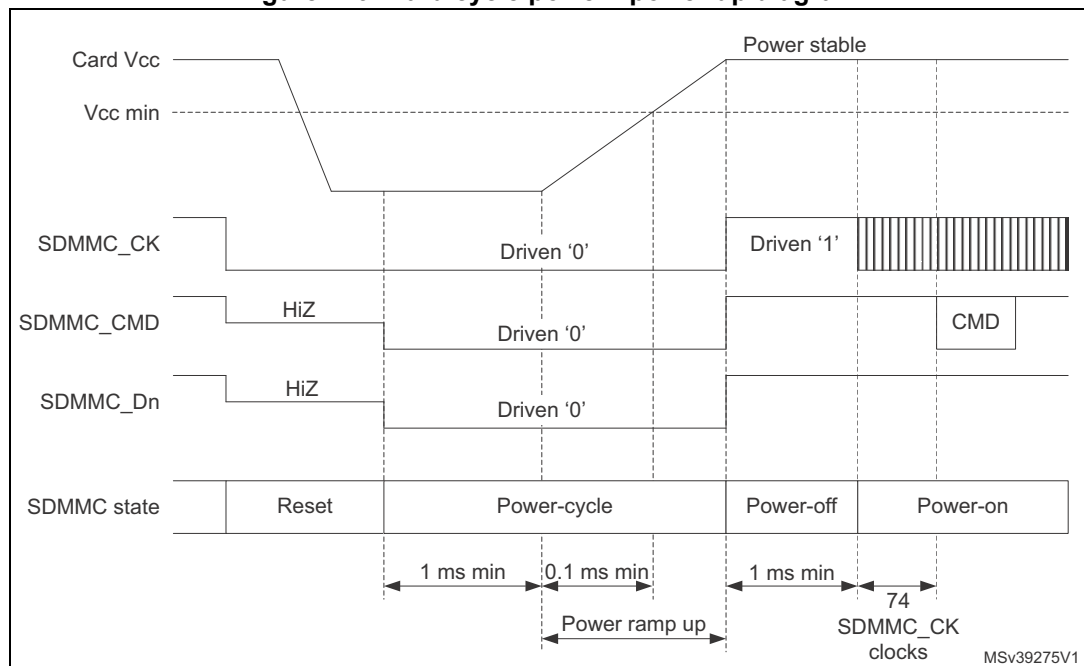 Power stable
Card Vcc
Vcc min
SDMMC_CK
Driven ‘0’
Driven ‘1’
HiZ
SDMMC_CMD
Driven ‘0’
CMD
HiZ
SDMMC_Dn
Driven ‘0’
SDMMC state
Reset
Power-cycle
Power-off
Power-on
1 ms min
0.1 ms min
1 ms min
74
SDMMC_CK
clocks
Power ramp up
MSv39275V1